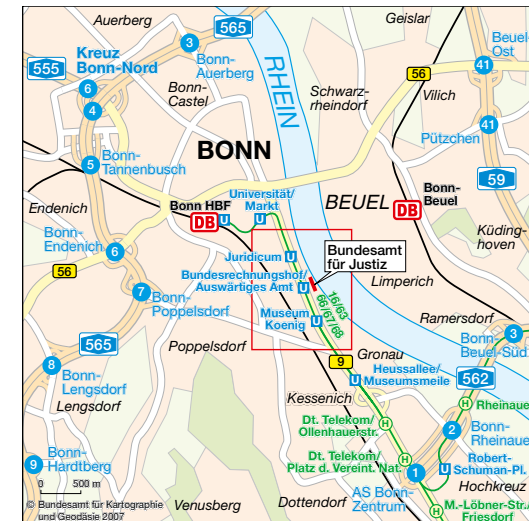 Auerberg
565
Geislar
Beuel-
Ost
555
Kreuz
Bonn-Nord
3
Bonn-
Auerberg
RHEIN
56
41
6
Bonn-
Castel
Schwarz-
rheindorf
Vilich
4
BONN
41
Pützchen
5
Bonn-
Tannenbusch
59
Universität/
Markt
BEUEL
Bonn-
Beuel
Endenich
Bonn HBF
DB
U
U
DB
Küding-
hoven
Bonn-
Endenich
6
Juridicum
U
Bundesamt
für Justiz
56
Bundesrechnungshof/
Auswärtiges Amt
U
16/63
66/67/68
Limperich
7
Bonn-
Poppelsdorf
Museum
Koenig
U
Ramersdorf
565
Poppelsdorf
Gronau
Bonn-
Beuel-Süd
3
8
Bonn-
Lengsdorf
9
Heussallee/
Museumsmeile
U
562
Lengsdorf
Kessenich
H
Rheinaue
Dt. Telekom/
Ollenhauerstr.
H
2
Bonn-
Rheinaue
9
Bonn-
Hardtberg
Dt. Telekom/
Platz d. Vereint. Nat.
H
1
U
Robert-
Schuman-Pl.
0
500 m
AS Bonn-
Zentrum
Hochkreuz
© Bundesamt für Kartographie
und Geodäsie 2007
Venusberg
Dottendorf
H
M.-Löbner-Str./
Friesdorf